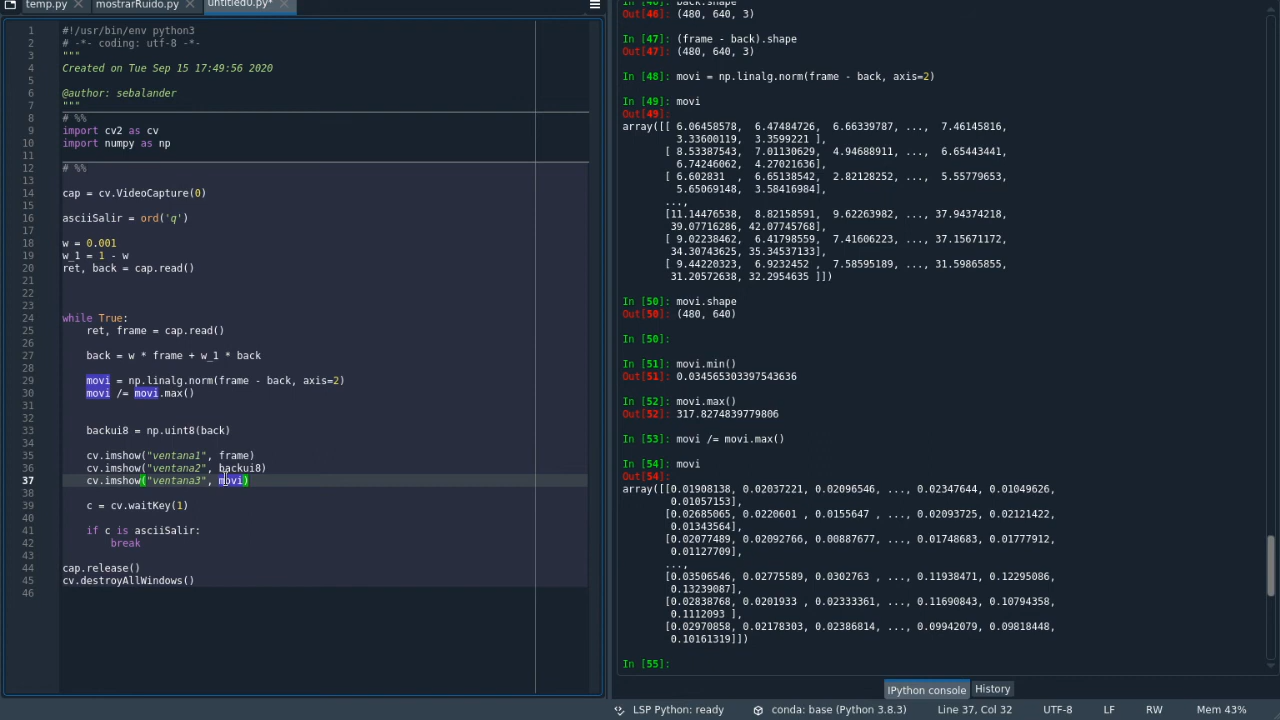 temp.py
mostrarRuido.py
untitled0.py*
1 #!/usr/bin/env python3
2 # -*- coding: utf-8 -*-
3 """
4 Created on Tue Sep 15 17:49:56 2020
5
6 @author: sebalander
7 """
8 # %%
9 import cv2 as cv
10 import numpy as np
11
12 # %%
13
14 cap = cv.VideoCapture(0)
15
16 asciiSalir = ord('q')
17
18 w = 0.001
19 w_1 = 1 - w
20 ret, back = cap.read()
21
22
23
24 while True:
25 ret, frame = cap.read()
26
27 back = w * frame + w_1 * back
28
29 movi = np.linalg.norm(frame - back, axis=2)
30 movi /= movi.max()
31
32
33 backui8 = np.uint8(back)
34
35 cv.imshow("ventana1", frame)
36 cv.imshow("ventana2", backui8)
37 cv.imshow("ventana3", movi)
38
39 c = cv.waitKey(1)
40
41 if c is asciiSalir:
42 break
43
44 cap.release()
45 cv.destroyAllWindows()
46
In [46]: back.shape
Out[46]: (480, 640, 3)
In [47]: (frame - back).shape
Out[47]: (480, 640, 3)
In [48]: movi = np.linalg.norm(frame - back, axis=2)
In [49]: movi
Out[49]:
array([[ 6.06458578, 6.47484726, 6.66339787, ..., 7.46145816,
3.33600119, 3.3599221 ],
[ 8.53387543, 7.01130629, 4.94688911, ..., 6.65443441,
6.74246062, 4.27021636],
[ 6.602831 , 6.65138542, 2.82128252, ..., 5.55779653,
5.65069148, 3.58416984],
...,
[11.14476538, 8.82158591, 9.62263982, ..., 37.94374218,
39.07716286, 42.07745768],
[ 9.02238462, 6.41798559, 7.41606223, ..., 37.15671172,
34.30743625, 35.34537133],
[ 9.44220323, 6.9232452 , 7.58595189, ..., 31.59865855,
31.20572638, 32.2954635 ]])
In [50]: movi.shape
Out[50]: (480, 640)
In [50]:
In [51]: movi.min()
Out[51]: 0.034565303397543636
In [52]: movi.max()
Out[52]: 317.8274839779806
In [53]: movi /= movi.max()
In [54]: movi
Out[54]:
array([[0.01908138, 0.02037221, 0.02096546, ..., 0.02347644, 0.01049626,
0.01057153],
[0.02685065, 0.0220601 , 0.0155647 , ..., 0.02093725, 0.02121422,
0.01343564],
[0.02077489, 0.02092766, 0.00887677, ..., 0.01748683, 0.01777912,
0.01127709],
...,
[0.03506546, 0.02775589, 0.0302763 , ..., 0.11938471, 0.12295086,
0.13239087],
[0.02838768, 0.0201933 , 0.02333361, ..., 0.11690843, 0.10794358,
0.1112093 ],
[0.02970858, 0.02178303, 0.02386814, ..., 0.09942079, 0.09818448,
0.10161319]])
In [55]:
IPython console
History
LSP Python: ready
conda: base (Python 3.8.3)
Line 37, Col 32
UTF-8
LF
RW
Mem 43%